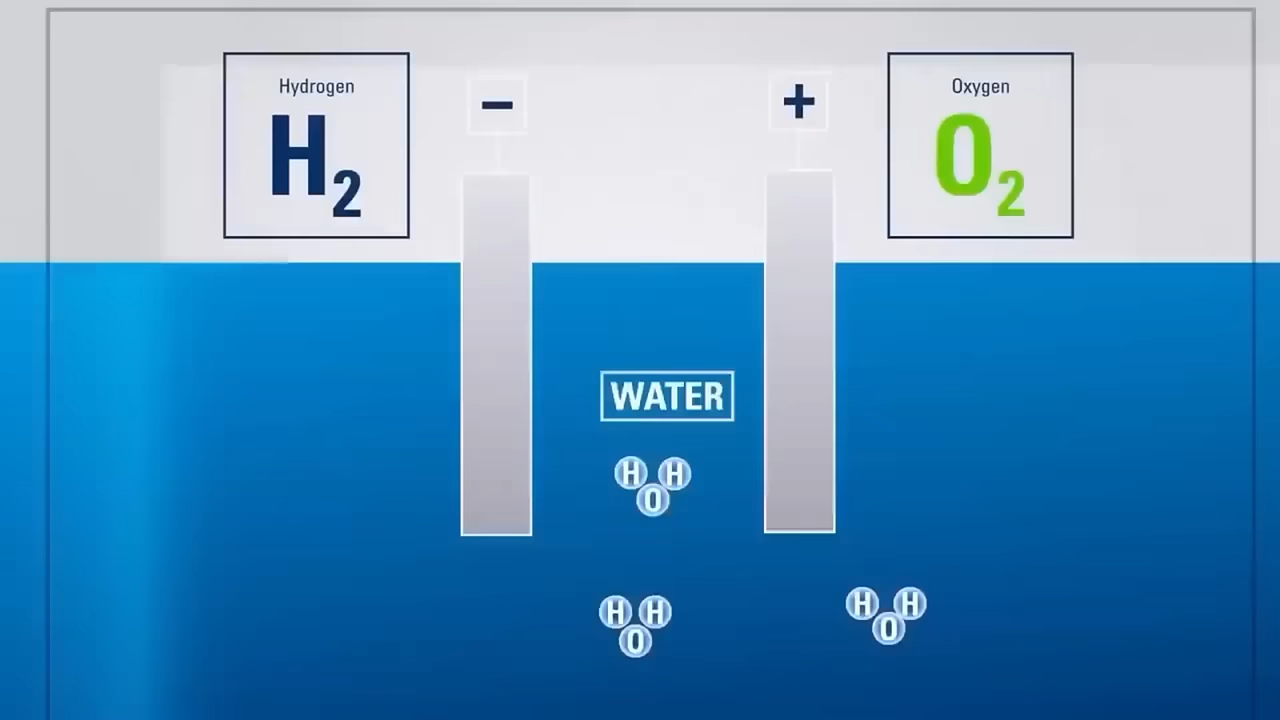 Hydrogen
H₂
−
+
Oxygen
O₂
WATER
H H
O
H H
O
H H
O